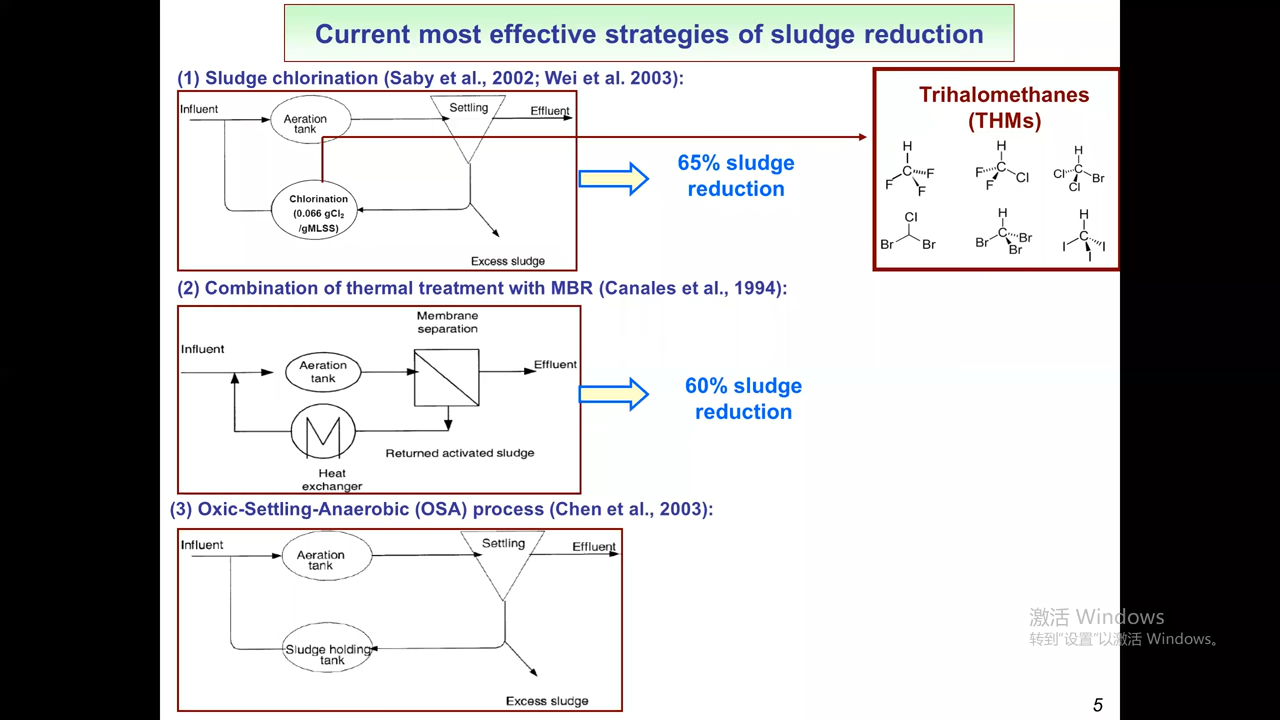 Current most effective strategies of sludge reduction
(1) Sludge chlorination (Saby et al., 2002; Wei et al. 2003):
Influent
Aeration
tank
Settling
Effluent
Chlorination
(0.066 gCl₂
/gMLSS)
Excess sludge
65% sludge
reduction
Trihalomethanes
(THMs)
H
F
F
F
H
F
F
Cl
H
Cl
Cl
Br
Cl
Br
Br
H
Br
Br
Br
C
H
C
I
I
I
(2) Combination of thermal treatment with MBR (Canales et al., 1994):
Membrane
separation
Influent
Aeration
tank
Effluent
Returned activated sludge
Heat
exchanger
60% sludge
reduction
(3) Oxic-Settling-Anaerobic (OSA) process (Chen et al., 2003):
Influent
Aeration
tank
Settling
Effluent
Sludge holding
tank
Excess sludge
激活 Windows
转到"设置"以激活 Windows。
5